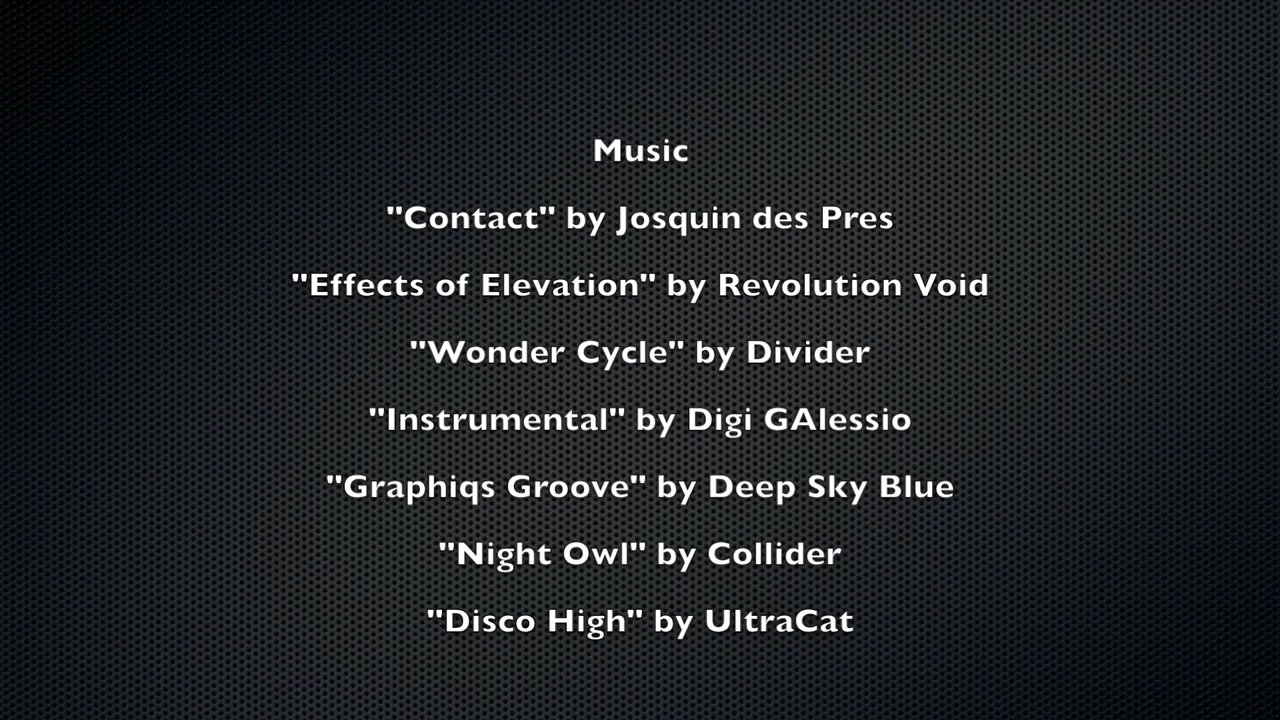 Music
"Contact" by Josquin des Pres
"Effects of Elevation" by Revolution Void
"Wonder Cycle" by Divider
"Instrumental" by Digi GAlessio
"Graphiqs Groove" by Deep Sky Blue
"Night Owl" by Collider
"Disco High" by UltraCat